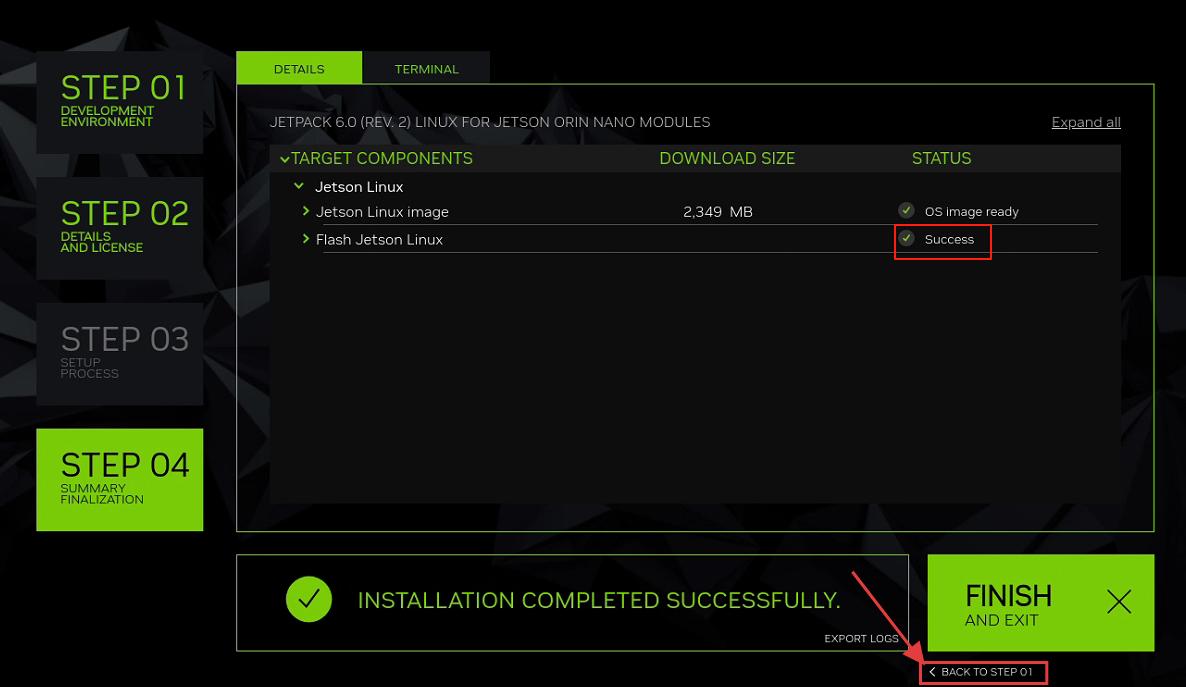 STEP 01
DEVELOPMENT
ENVIRONMENT
STEP 02
DETAILS
AND LICENSE
STEP 03
SETUP
PROCESS
STEP 04
SUMMARY
FINALIZATION
DETAILS TERMINAL
JETPACK 6.0 (REV. 2) LINUX FOR JETSON ORIN NANO MODULES Expand all
TARGET COMPONENTS DOWNLOAD SIZE STATUS
Jetson Linux
Jetson Linux image 2,349 MB OS image ready
Flash Jetson Linux Success
INSTALLATION COMPLETED SUCCESSFULLY.
EXPORT LOGS
FINISH
AND EXIT
BACK TO STEP 01